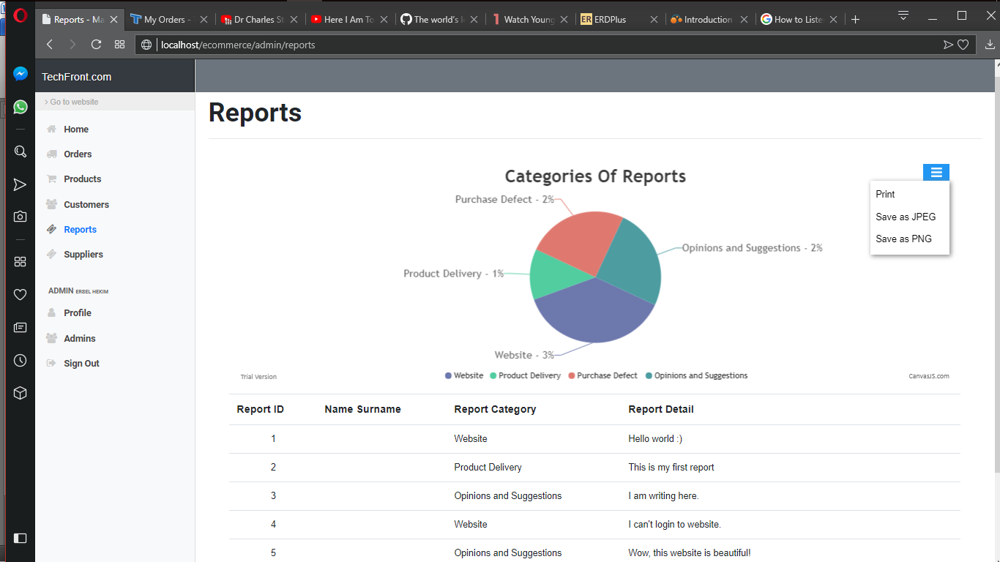 Reports - Ma
My Orders -
Dr Charles St
Here I Am To
The world's l
Watch Young
ER ERDPlus
Introduction
How to Liste
localhost/ecommerce/admin/reports
TechFront.com
› Go to website
Home
Orders
Products
Customers
Reports
Suppliers
ADMIN ERSEL HEKIM
Profile
Admins
Sign Out
Reports
Categories Of Reports
Print
Save as JPEG
Save as PNG
Purchase Defect - 2%
Opinions and Suggestions - 2%
Product Delivery - 1%
Website - 3%
Website Product Delivery Purchase Defect Opinions and Suggestions
Trial Version
CanvasJS.com
Report ID Name Surname Report Category Report Detail
1 Website Hello world :)
2 Product Delivery This is my first report
3 Opinions and Suggestions I am writing here.
4 Website I can't login to website.
5 Opinions and Suggestions Wow, this website is beautiful!